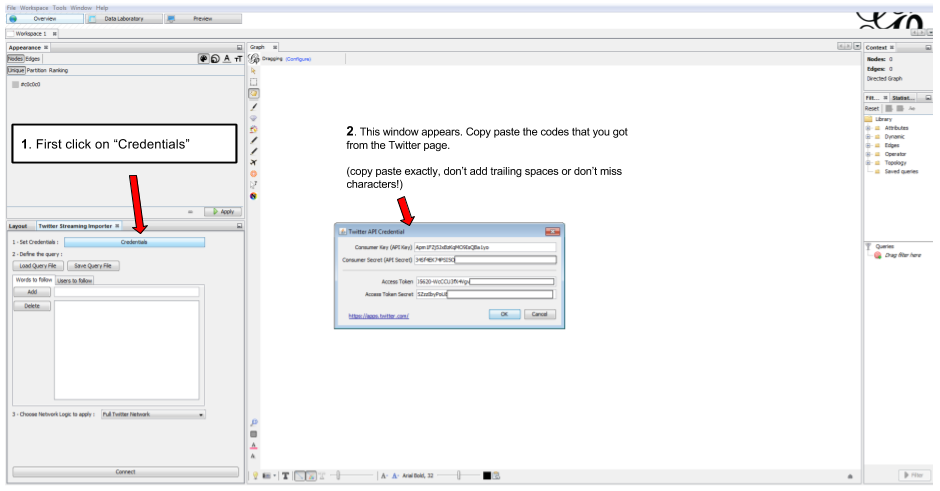 File Workspace Tools Window Help
Overview
Data Laboratory
Preview
Workspace 1
Appearance
Nodes Edges
Unique Partition Ranking
#c0c0c0
1. First click on “Credentials”
Apply
Layout Twitter Streaming Importer
1 - Set Credentials :
Credentials
2 - Define the query :
Load Query File
Save Query File
Words to follow Users to follow
Add
Delete
3 - Choose Network Logic to apply :
Full Twitter Network
Connect
Graph
Dragging (Configure)
2. This window appears. Copy paste the codes that you got
from the Twitter page.
(copy paste exactly, don’t add trailing spaces or don’t miss
characters!)
Twitter API Credential
Consumer Key (API Key)
Consumer Secret (API Secret)
Access Token
Access Token Secret
https://apps.twitter.com/
OK
Cancel
Arial Bold, 32
Context
Nodes: 0
Edges: 0
Directed Graph
Filt... Statist...
Reset
Library
Attributes
Dynamic
Edges
Operator
Topology
Saved queries
Queries
Drag filter here
Filter